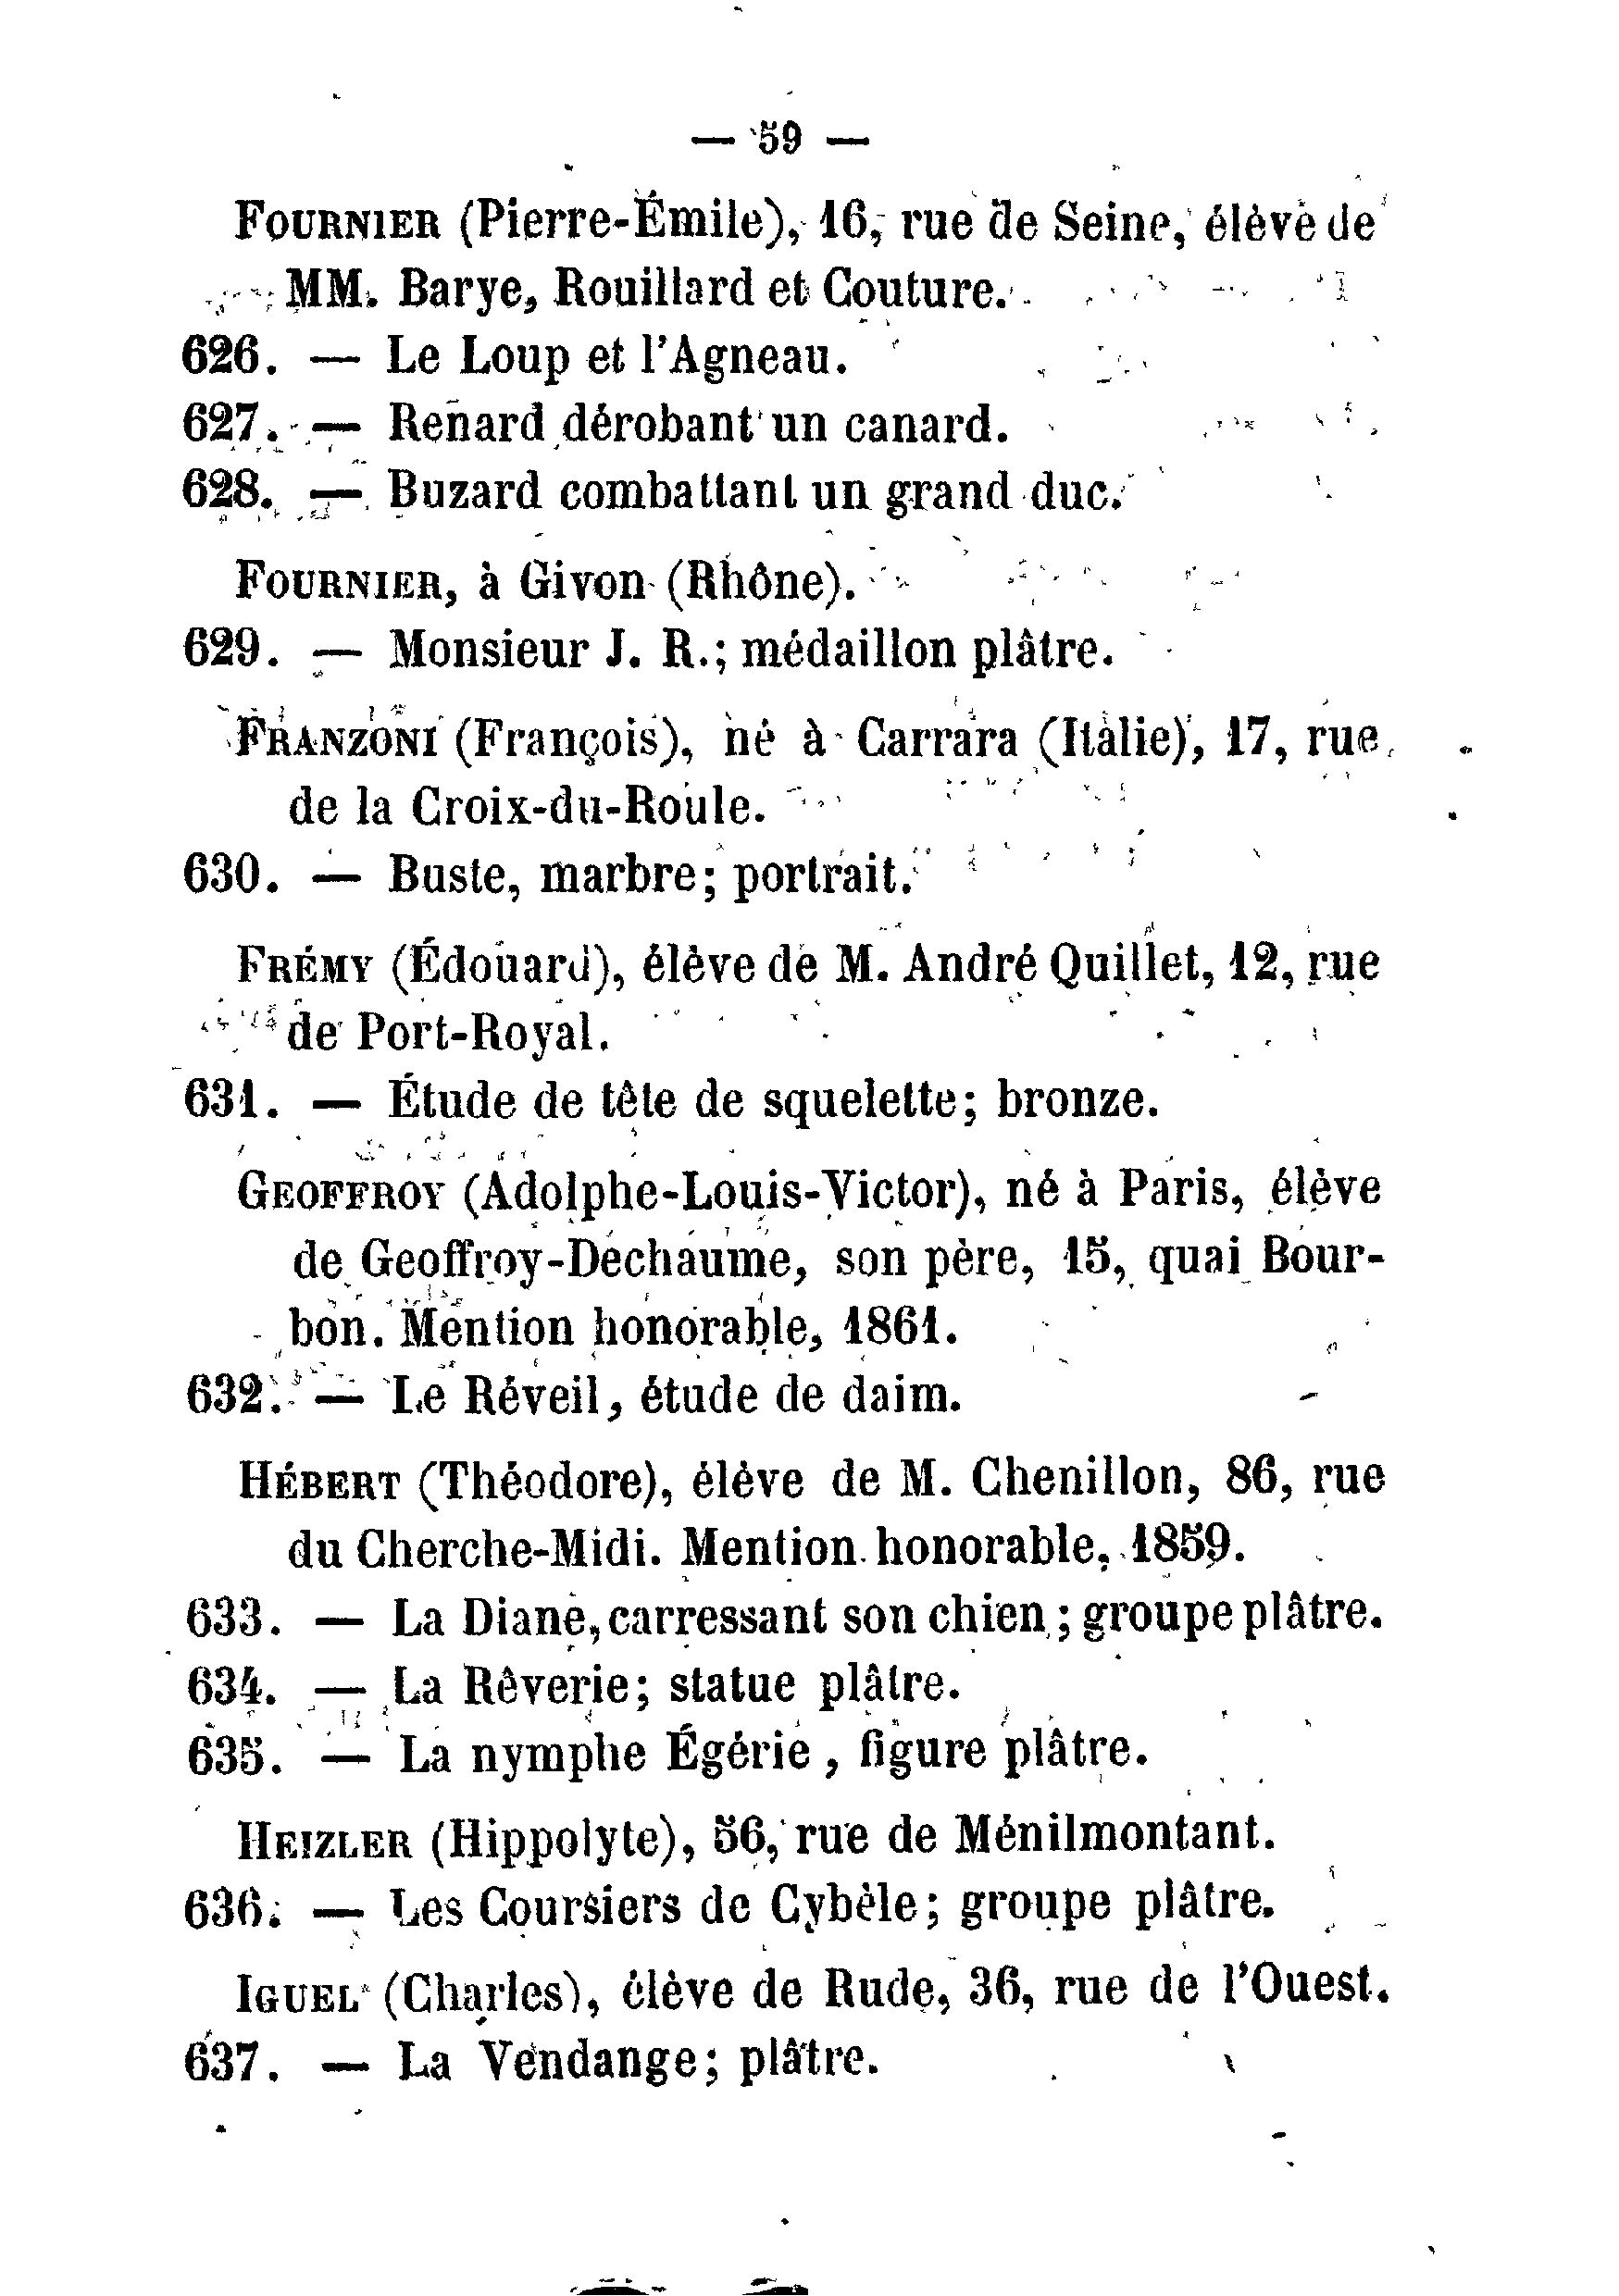 — 59 —
FOURNIER (Pierre-Émile), 16, rue de Seine, élève de
MM. Barye, Rouillard et Couture.
626. — Le Loup et l'Agneau.
627. — Renard dérobant un canard.
628. — Buzard combattant un grand duc.
FOURNIER, à Givon (Rhône).
629. — Monsieur J. R.; médaillon plâtre.
FRANZONI (François), né à Carrara (Italie), 17, rue
de la Croix-du-Roule.
630. — Buste, marbre; portrait.
FRÉMY (Édouard), élève de M. André Quillet, 12, rue
de Port-Royal.
631. — Étude de tête de squelette; bronze.
GEOFFROY (Adolphe-Louis-Victor), né à Paris, élève
de Geoffroy-Dechaume, son père, 15, quai Bour-
bon. Mention honorable, 1861.
632. — Le Réveil, étude de daim.
HÉBERT (Théodore), élève de M. Chenillon, 86, rue
du Cherche-Midi. Mention honorable, 1859.
633. — La Diane, carressant son chien; groupe plâtre.
634. — La Rêverie; statue plâtre.
635. — La nymphe Égérie, figure plâtre.
HEIZLER (Hippolyte), 56, rue de Ménilmontant.
636. — Les Coursiers de Cybèle; groupe plâtre.
IGUEL (Charles), élève de Rude, 36, rue de l'Ouest.
637. — La Vendange; plâtre.